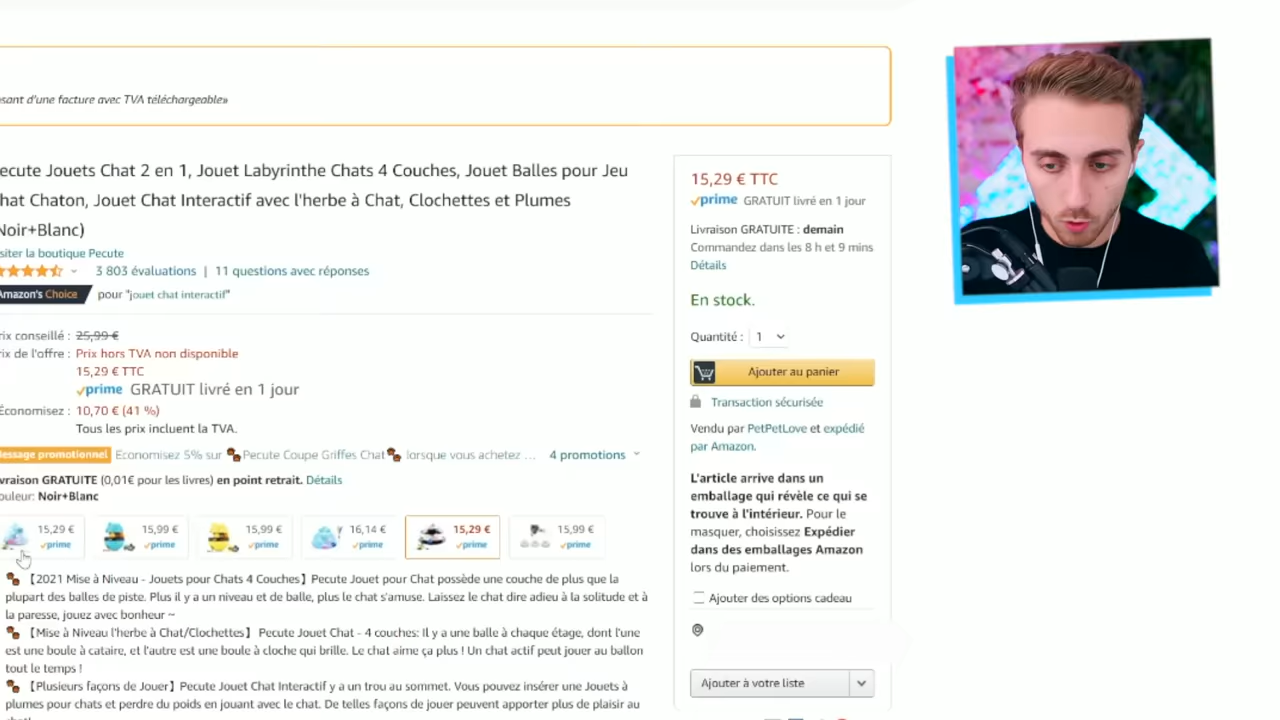 sant d'une facture avec TVA téléchargeable»
ecute Jouets Chat 2 en 1, Jouet Labyrinthe Chats 4 Couches, Jouet Balles pour Jeu
hat Chaton, Jouet Chat Interactif avec l'herbe à Chat, Clochettes et Plumes
Noir+Blanc)
siter la boutique Pecute
3 803 évaluations | 11 questions avec réponses
Amazon's Choice pour "jouet chat interactif"
rix conseillé : 25,99 €
rix de l'offre : Prix hors TVA non disponible
15,29 € TTC
prime GRATUIT livré en 1 jour
Économisez : 10,70 € (41 %)
Tous les prix incluent la TVA.
essage promotionnel Economisez 5% sur Pecute Coupe Griffes Chat lorsque vous achetez ... 4 promotions
vraison GRATUITE (0,01€ pour les livres) en point retrait. Détails
ouleur: Noir+Blanc
15,29 € 15,99 € 15,99 € 16,14 € 15,29 € 15,99 €
prime prime prime prime prime prime
【2021 Mise à Niveau - Jouets pour Chats 4 Couches】Pecute Jouet pour Chat possède une couche de plus que la
plupart des balles de piste. Plus il y a un niveau et de balle, plus le chat s'amuse. Laissez le chat dire adieu à la solitude et à
la paresse, jouez avec bonheur ~
【Mise à Niveau l'herbe à Chat/Clochettes】 Pecute Jouet Chat - 4 couches: Il y a une balle à chaque étage, dont l'une
est une boule à cataire, et l'autre est une boule à cloche qui brille. Le chat aime ça plus ! Un chat actif peut jouer au ballon
tout le temps !
【Plusieurs façons de Jouer】Pecute Jouet Chat Interactif y a un trou au sommet. Vous pouvez insérer une Jouets à
plumes pour chats et perdre du poids en jouant avec le chat. De telles façons de jouer peuvent apporter plus de plaisir au
15,29 € TTC
prime GRATUIT livré en 1 jour
Livraison GRATUITE : demain
Commandez dans les 8 h et 9 mins
Détails
En stock.
Quantité : 1
Ajouter au panier
Transaction sécurisée
Vendu par PetPetLove et expédié
par Amazon.
L'article arrive dans un
emballage qui révèle ce qui se
trouve à l'intérieur. Pour le
masquer, choisissez Expédier
dans des emballages Amazon
lors du paiement.
Ajouter des options cadeau
Ajouter à votre liste